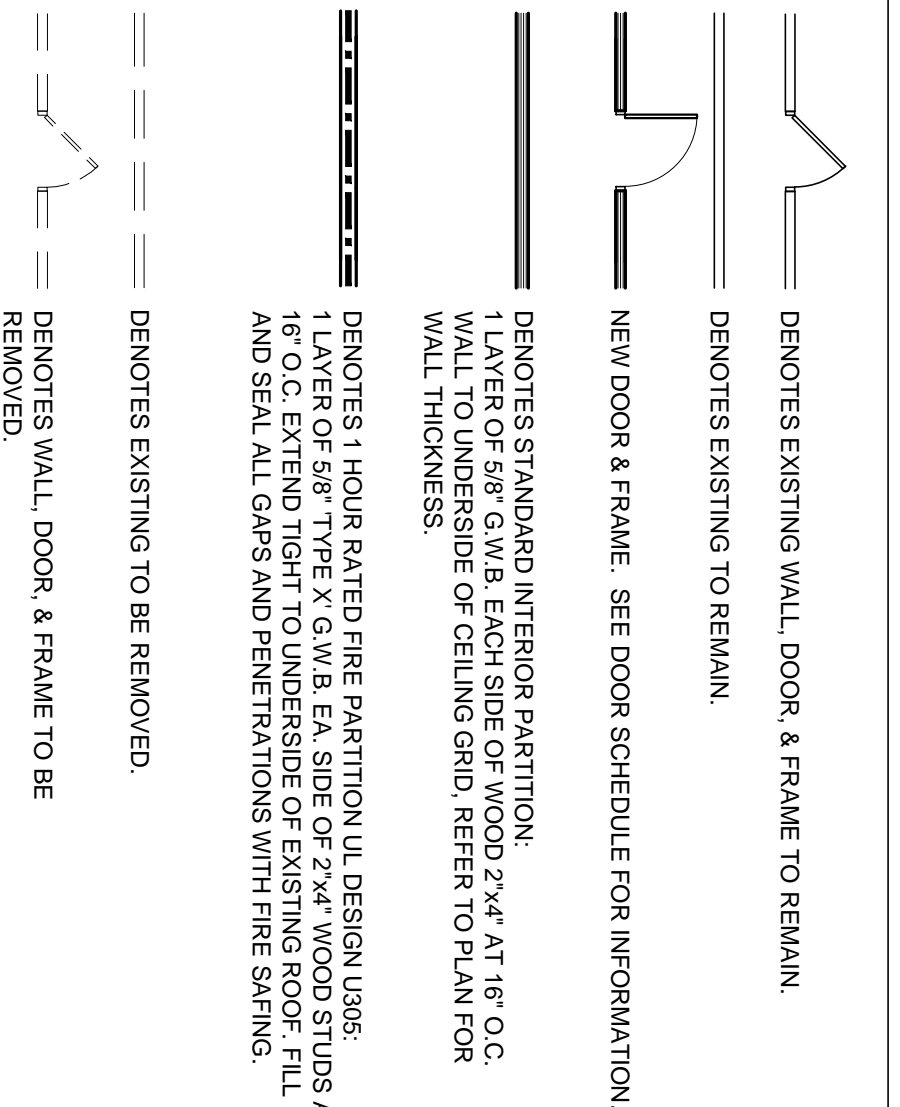 DENOTES EXISTING WALL, DOOR, & FRAME TO REMAIN.
DENOTES EXISTING TO REMAIN.
NEW DOOR & FRAME. SEE DOOR SCHEDULE FOR INFORMATION.
DENOTES STANDARD INTERIOR PARTITION:
1 LAYER OF 5/8" G.W.B. EACH SIDE OF WOOD 2"x4" AT 16" O.C.
WALL TO UNDERSIDE OF CEILING GRID, REFER TO PLAN FOR
WALL THICKNESS.
DENOTES 1 HOUR RATED FIRE PARTITION UL DESIGN U305:
1 LAYER OF 5/8" 'TYPE X' G.W.B. EA. SIDE OF 2"x4" WOOD STUDS
16" O.C. EXTEND TIGHT TO UNDERSIDE OF EXISTING ROOF. FILL
AND SEAL ALL GAPS AND PENETRATIONS WITH FIRE SAFING.
DENOTES EXISTING TO BE REMOVED.
DENOTES WALL, DOOR, & FRAME TO BE
REMOVED.